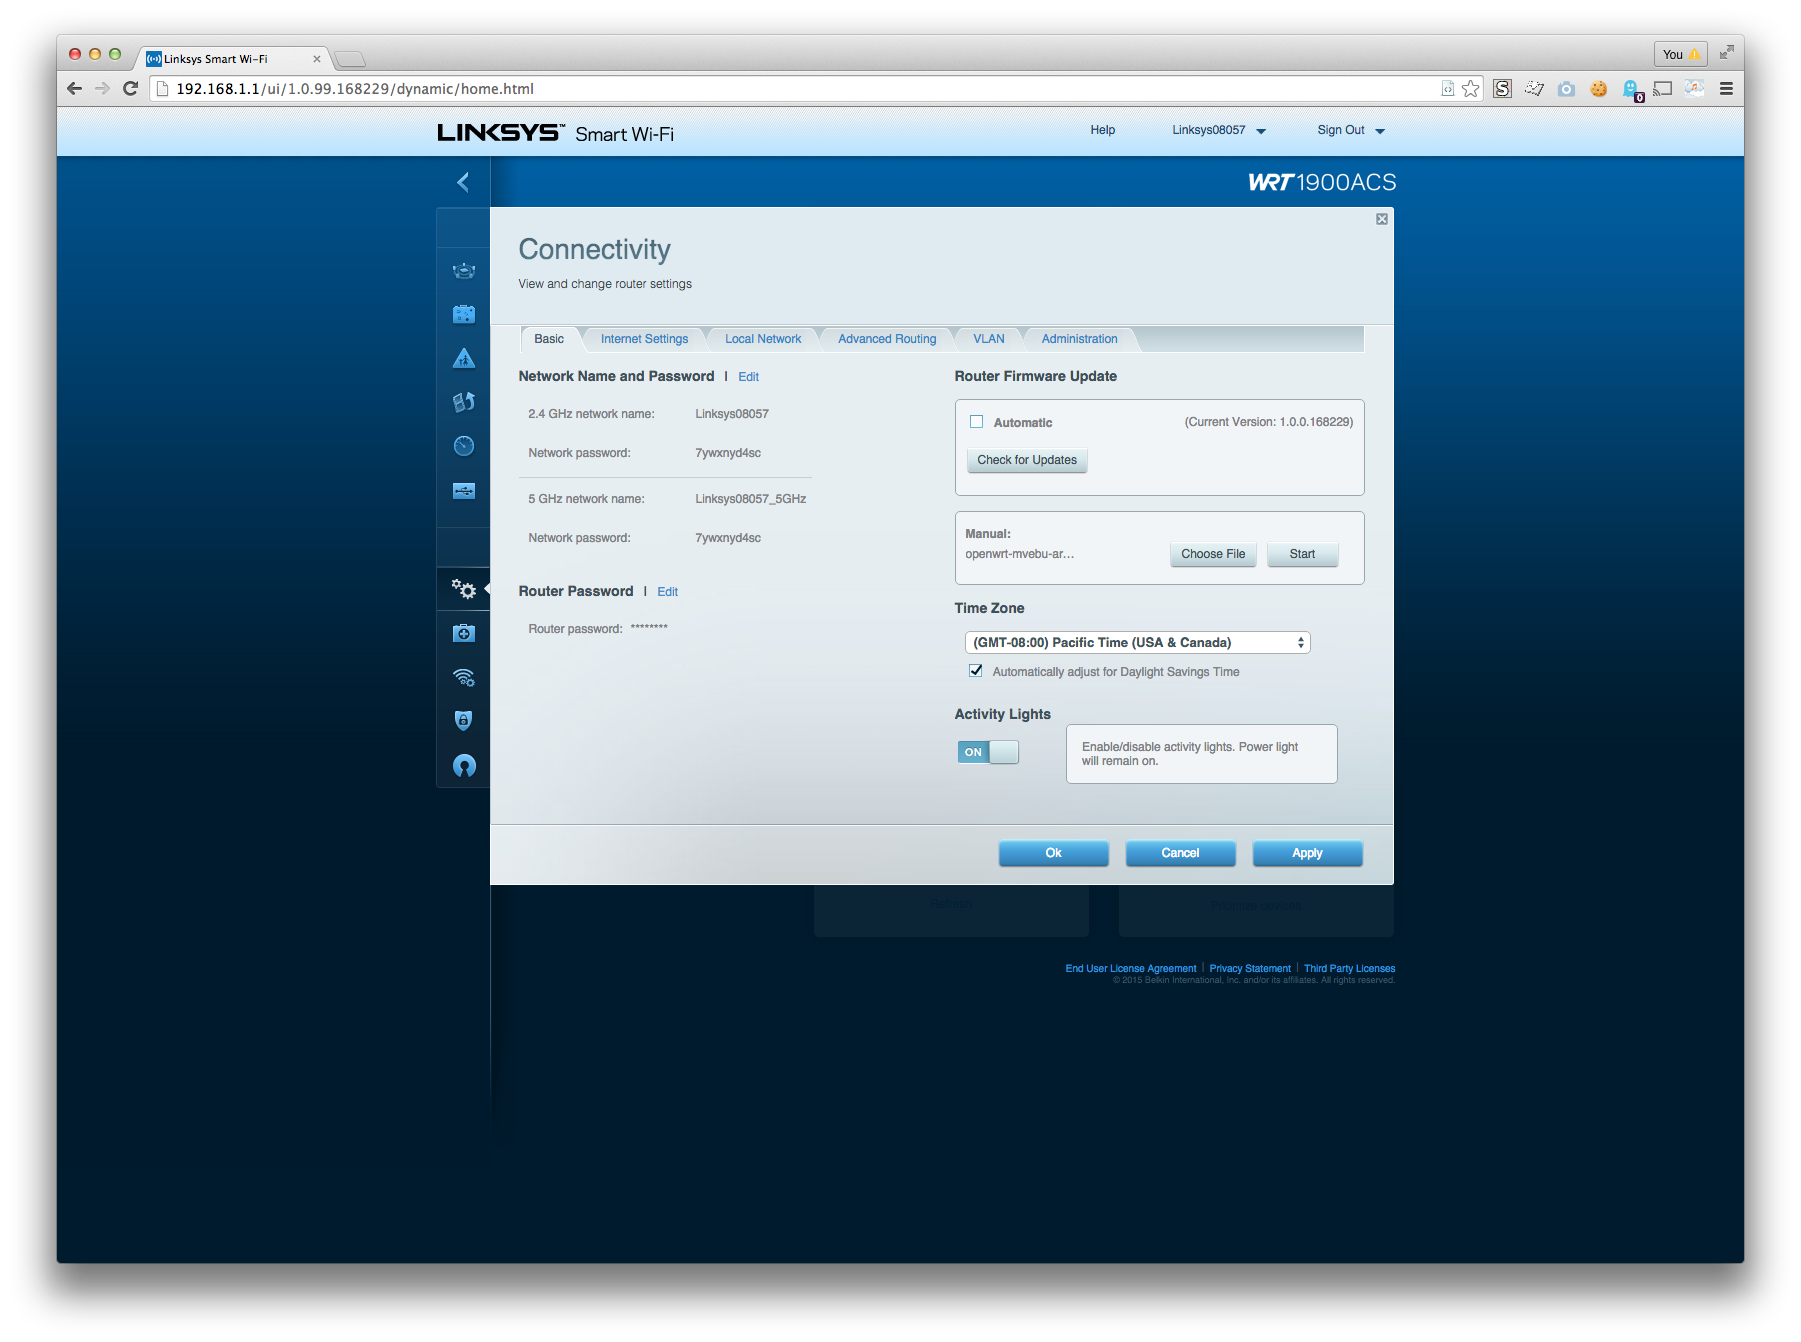 Linksys Smart Wi-Fi
You
192.168.1.1/ui/1.0.99.168229/dynamic/home.html
LINKSYS™ Smart Wi-Fi
Help
Linksys08057
Sign Out
WRT1900ACS
Connectivity
View and change router settings
Basic
Internet Settings
Local Network
Advanced Routing
VLAN
Administration
Network Name and Password | Edit
2.4 GHz network name: Linksys08057
Network password: 7ywxnyd4sc
5 GHz network name: Linksys08057_5GHz
Network password: 7ywxnyd4sc
Router Password | Edit
Router password: ********
Router Firmware Update
Automatic
(Current Version: 1.0.0.168229)
Check for Updates
Manual:
openwrt-mvebu-ar...
Choose File
Start
Time Zone
(GMT-08:00) Pacific Time (USA & Canada)
Automatically adjust for Daylight Savings Time
Activity Lights
ON
Enable/disable activity lights. Power light
will remain on.
Ok
Cancel
Apply
Refresh
End User License Agreement | Privacy Statement | Third Party Licenses
© 2015 Belkin International, Inc. and/or its affiliates. All rights reserved.